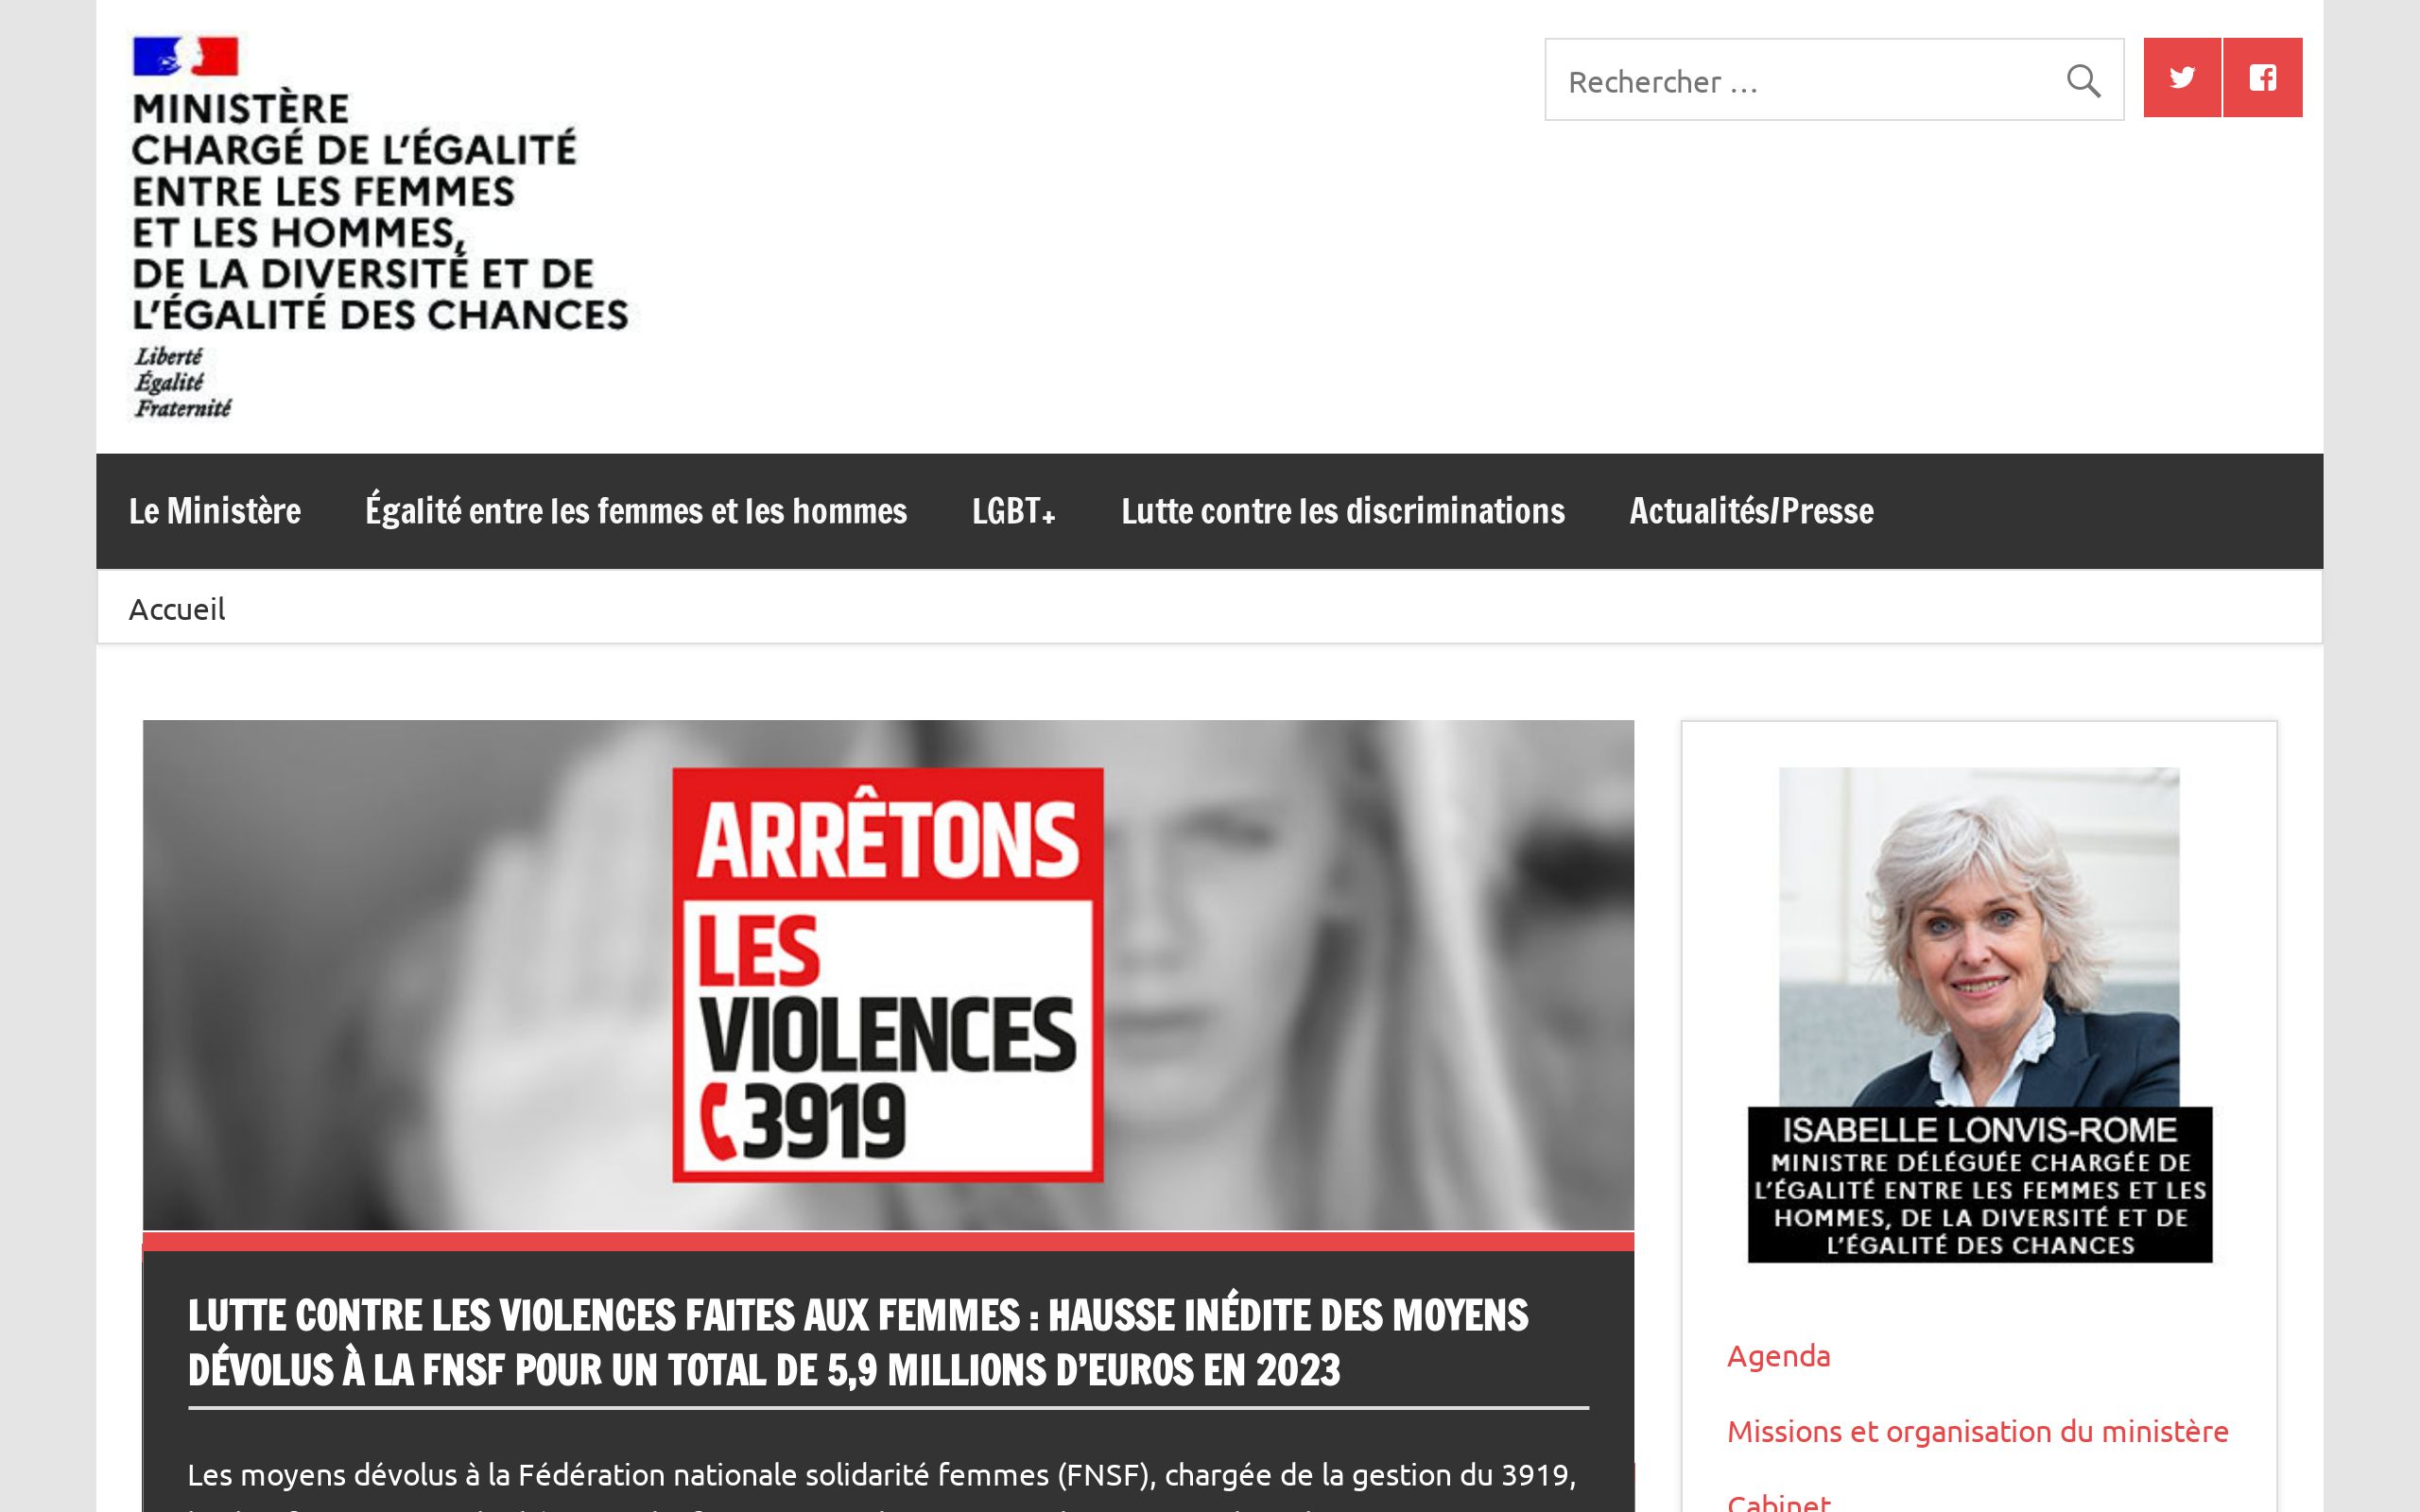 MINISTÈRE
CHARGÉ DE L'ÉGALITÉ
ENTRE LES FEMMES
ET LES HOMMES,
DE LA DIVERSITÉ ET DE
L'ÉGALITÉ DES CHANCES
Liberté
Égalité
Fraternité
Rechercher …
Le Ministère Égalité entre les femmes et les hommes LGBT+ Lutte contre les discriminations Actualités/Presse
Accueil
ARRÊTONS
LES
VIOLENCES
3919
LUTTE CONTRE LES VIOLENCES FAITES AUX FEMMES : HAUSSE INÉDITE DES MOYENS
DÉVOLUS À LA FNSF POUR UN TOTAL DE 5,9 MILLIONS D’EUROS EN 2023
Les moyens dévolus à la Fédération nationale solidarité femmes (FNSF), chargée de la gestion du 3919,
ISABELLE LONVIS-ROME
MINISTRE DÉLÉGUÉE CHARGÉE DE
L'ÉGALITÉ ENTRE LES FEMMES ET LES
HOMMES, DE LA DIVERSITÉ ET DE
L'ÉGALITÉ DES CHANCES
Agenda
Missions et organisation du ministère
Cabinet